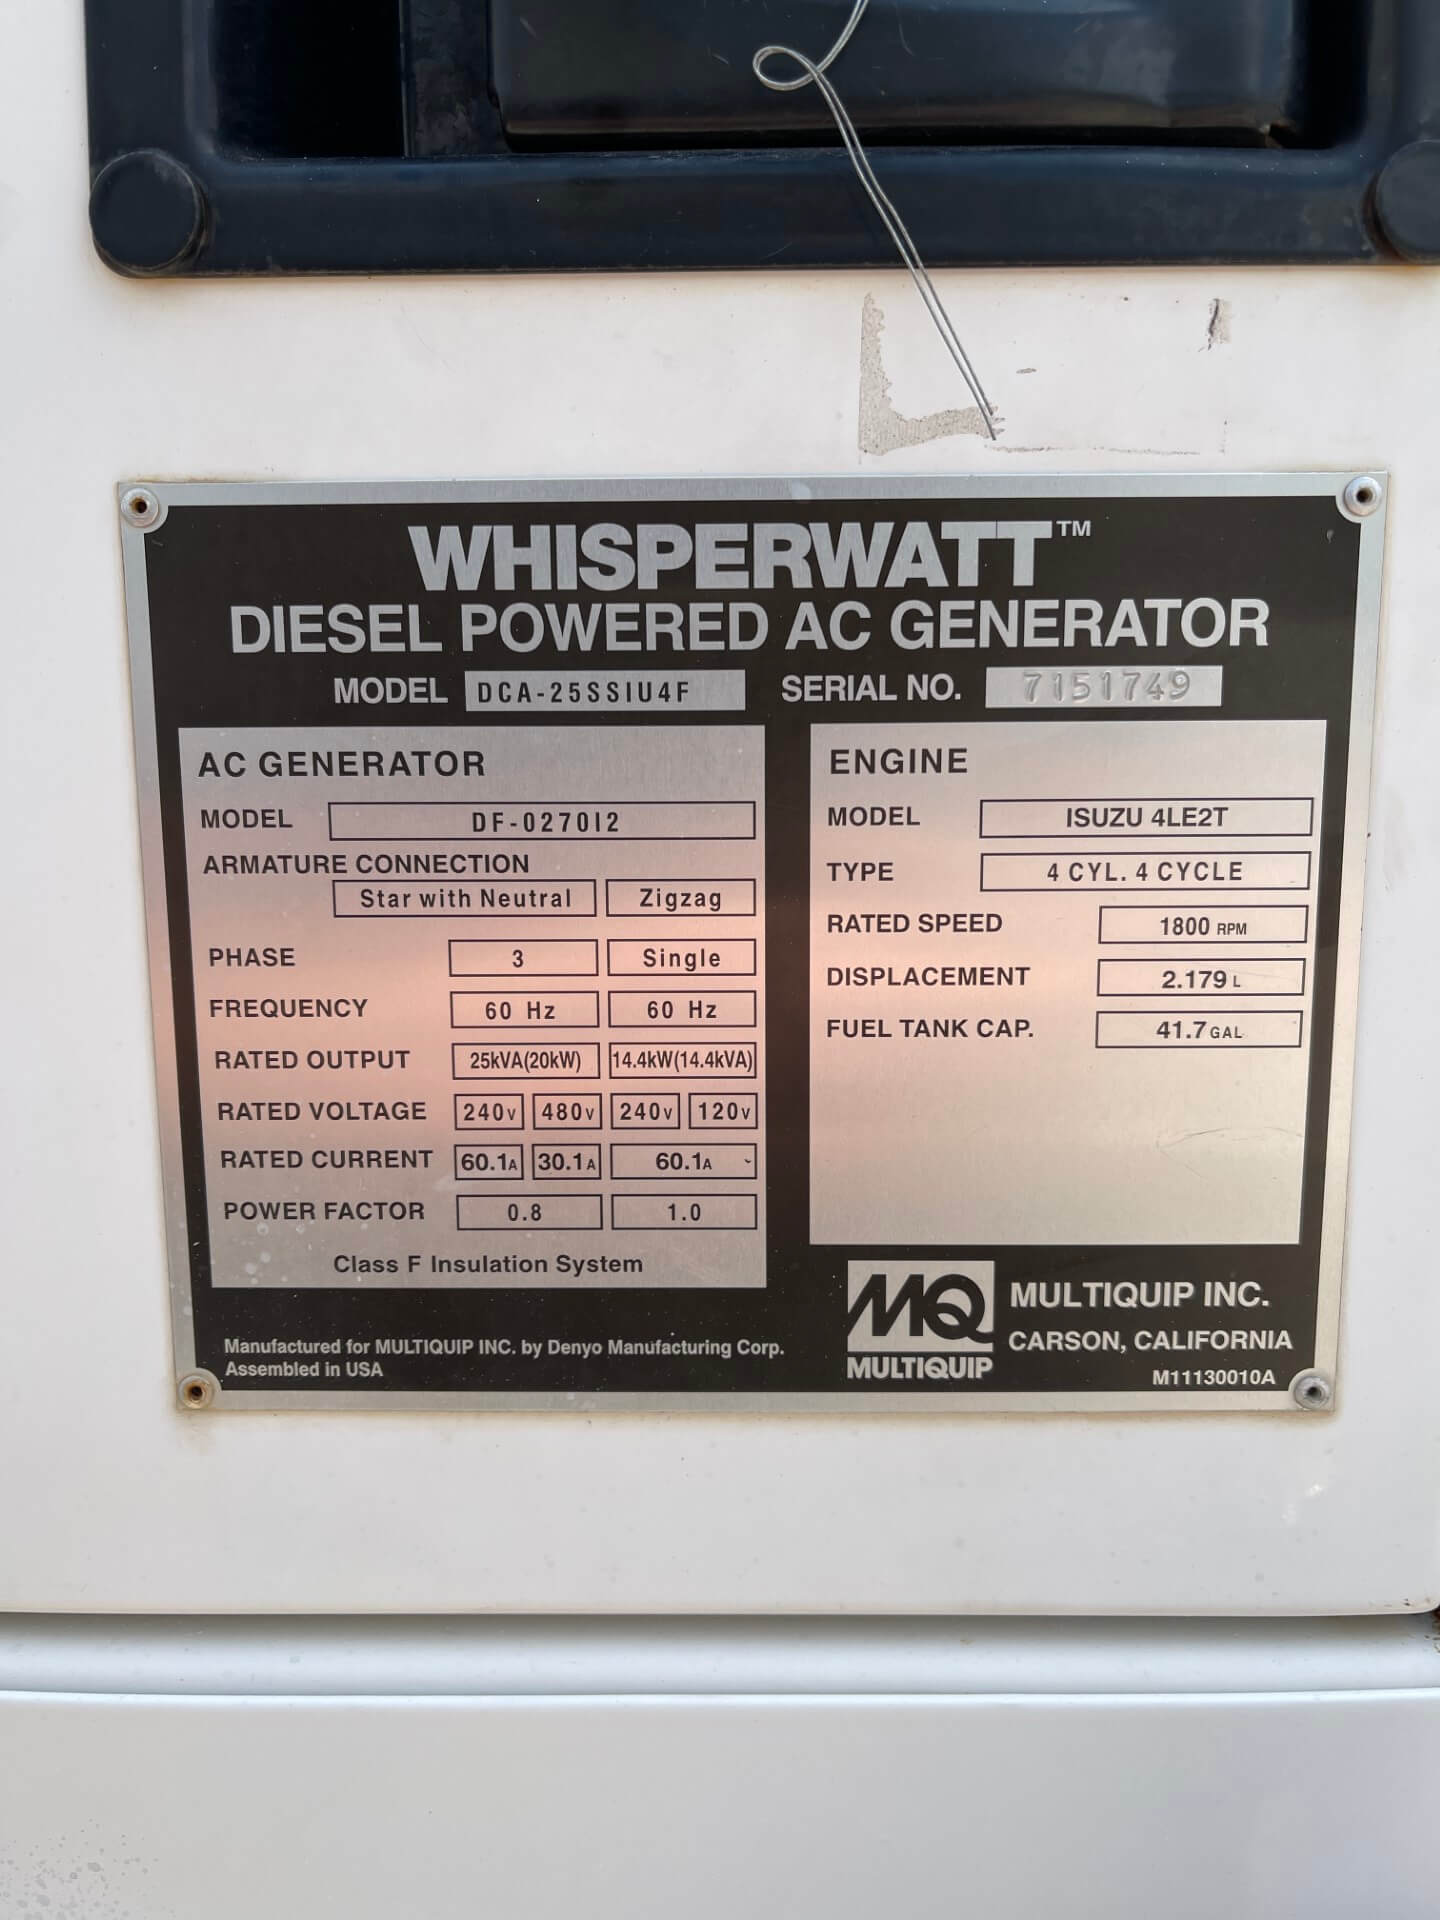 WHISPERWATT™
DIESEL POWERED AC GENERATOR
MODEL DCA-25SSIU4F SERIAL NO. 7151749
AC GENERATOR
MODEL DF-0270I2
ARMATURE CONNECTION
Star with Neutral Zigzag
PHASE 3 Single
FREQUENCY 60 Hz 60 Hz
RATED OUTPUT 25kVA(20kW) 14.4kW(14.4kVA)
RATED VOLTAGE 240V 480V 240V 120V
RATED CURRENT 60.1A 30.1A 60.1A
POWER FACTOR 0.8 1.0
Class F Insulation System
ENGINE
MODEL ISUZU 4LE2T
TYPE 4 CYL. 4 CYCLE
RATED SPEED 1800 RPM
DISPLACEMENT 2.179 L
FUEL TANK CAP. 41.7 GAL
Manufactured for MULTIQUIP INC. by Denyo Manufacturing Corp.
Assembled in USA
MQ
MULTIQUIP
MULTIQUIP INC.
CARSON, CALIFORNIA
M11130010A